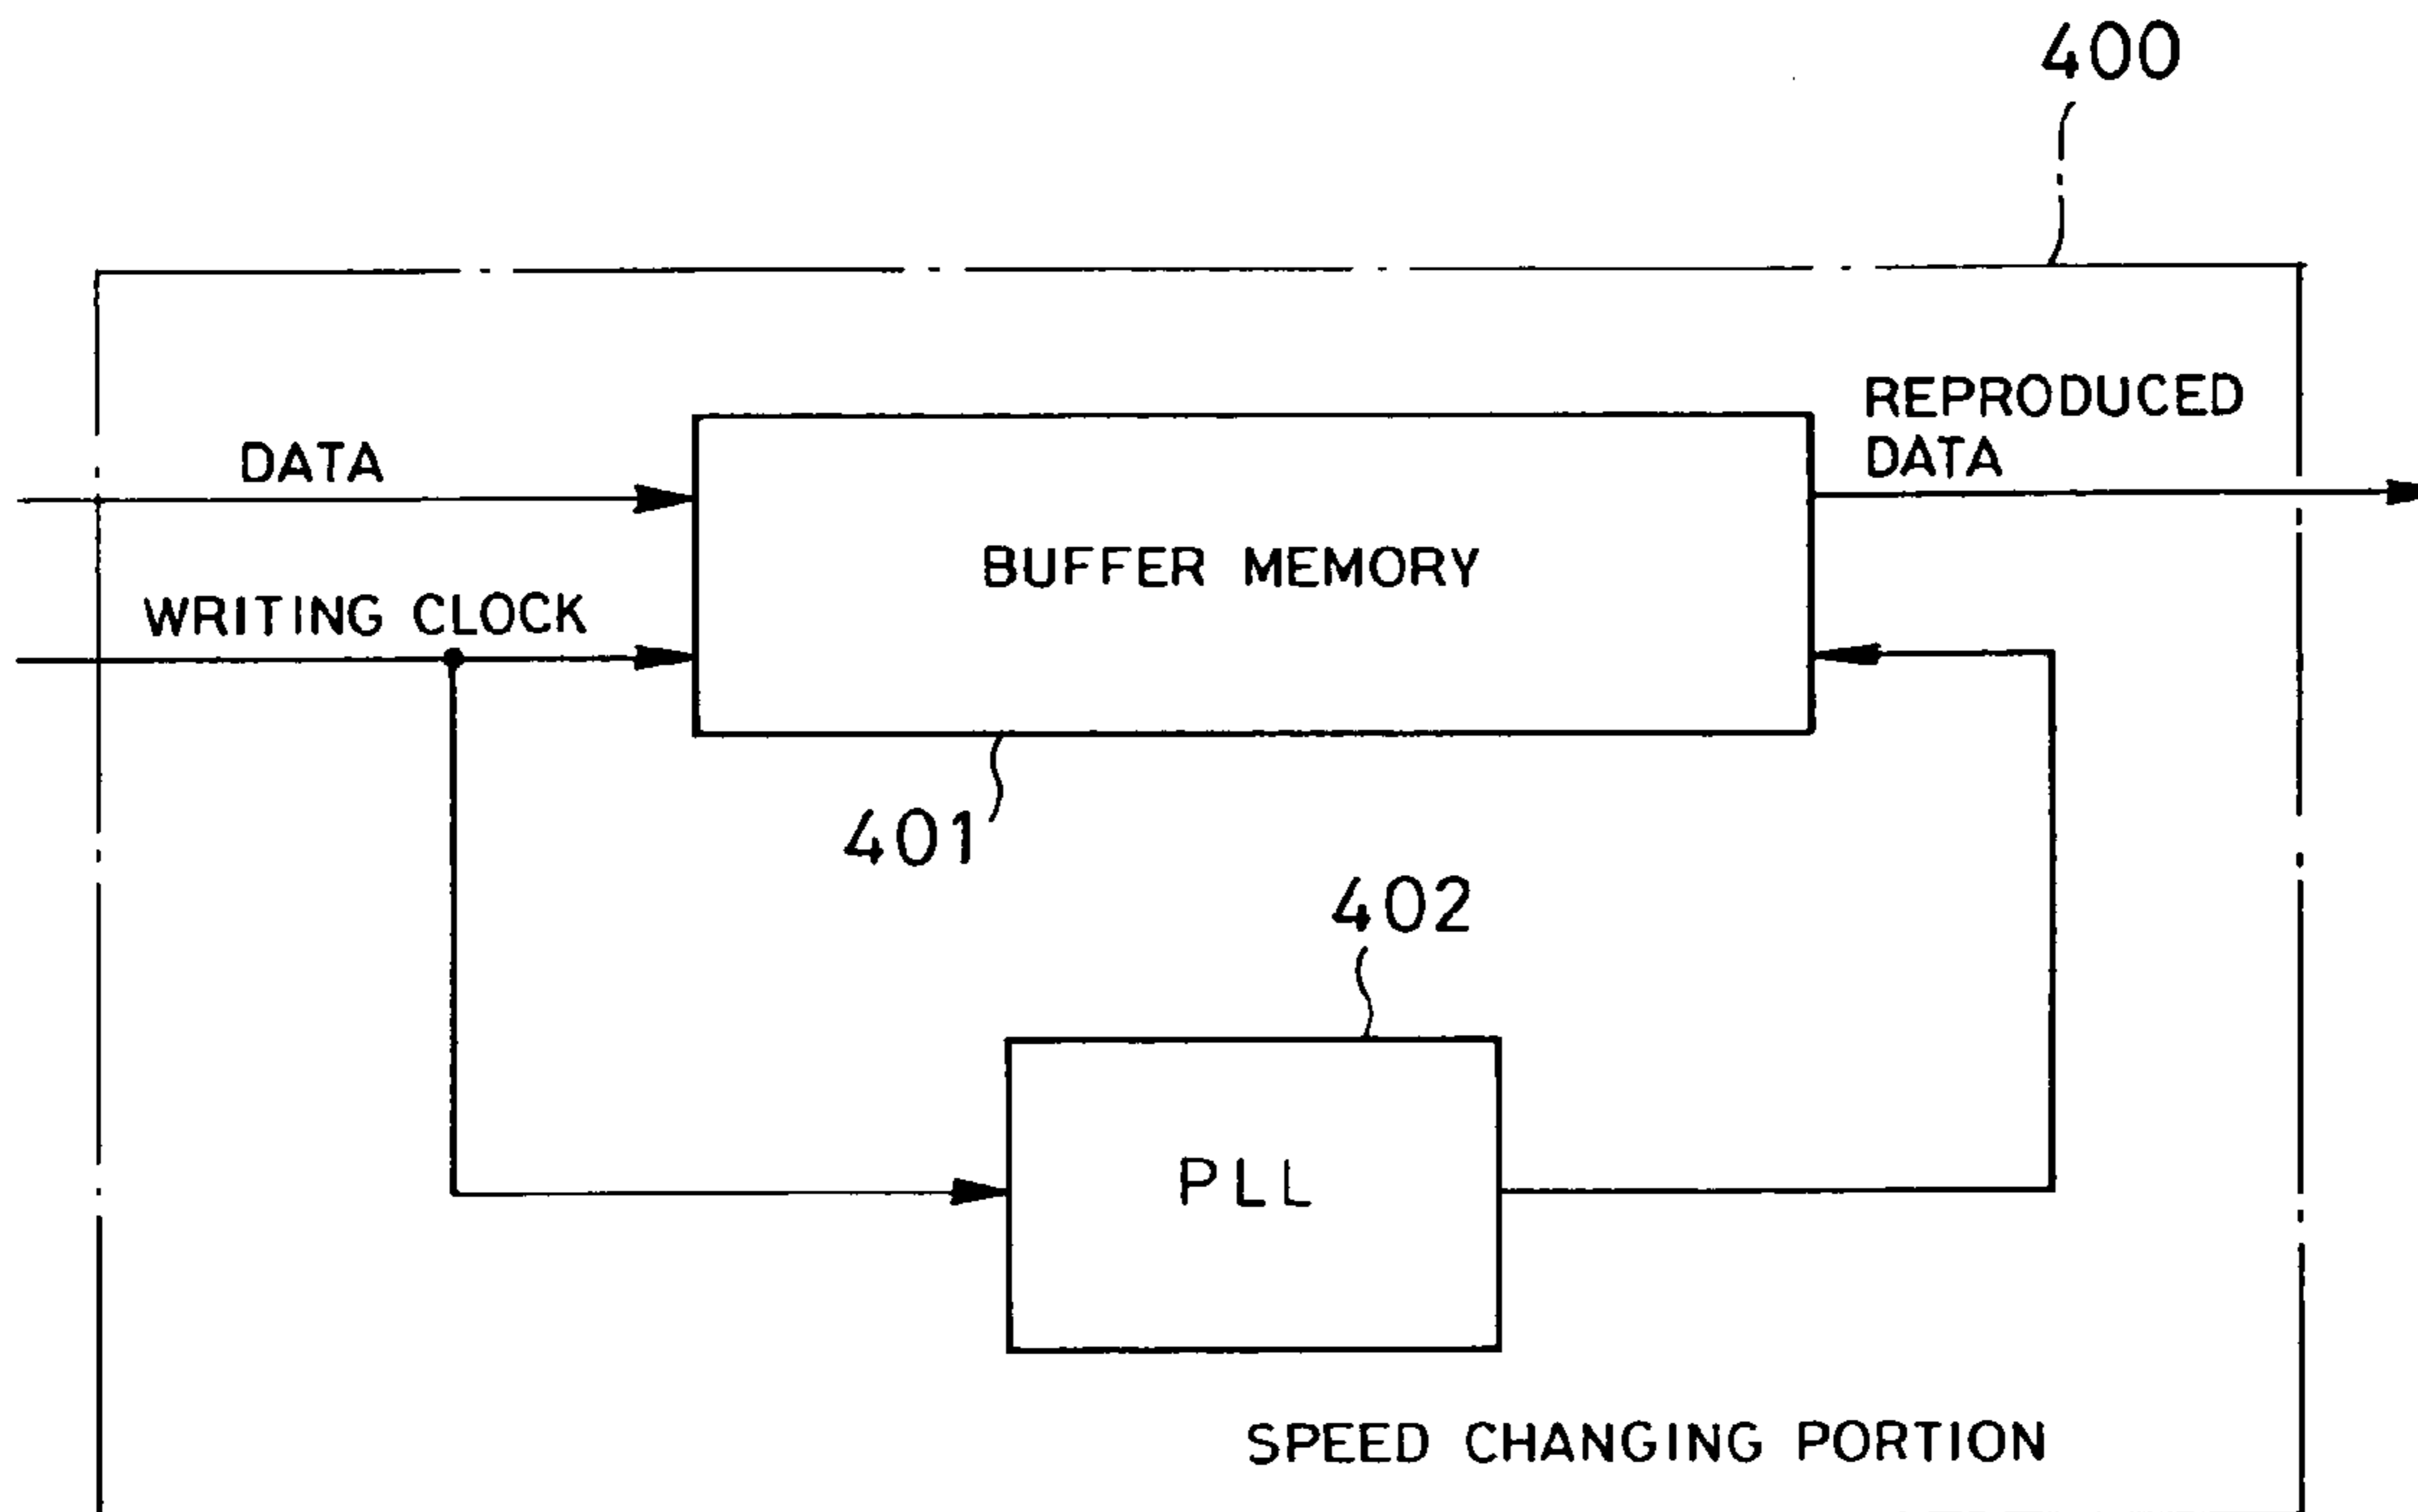 400
REPRODUCED
DATA
DATA
BUFFER MEMORY
WRITING CLOCK
401
402
PLL
SPEED CHANGING PORTION